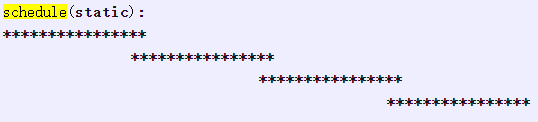 schedule(static):
****************
                ****************
                                ****************
                                                ****************